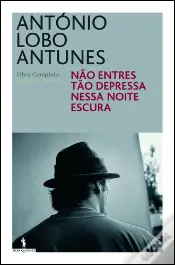 ANTÓNIO
LOBO
ANTUNES
Obra Completa
NÃO ENTRES
TÃO DEPRESSA
NESSA NOITE
ESCURA